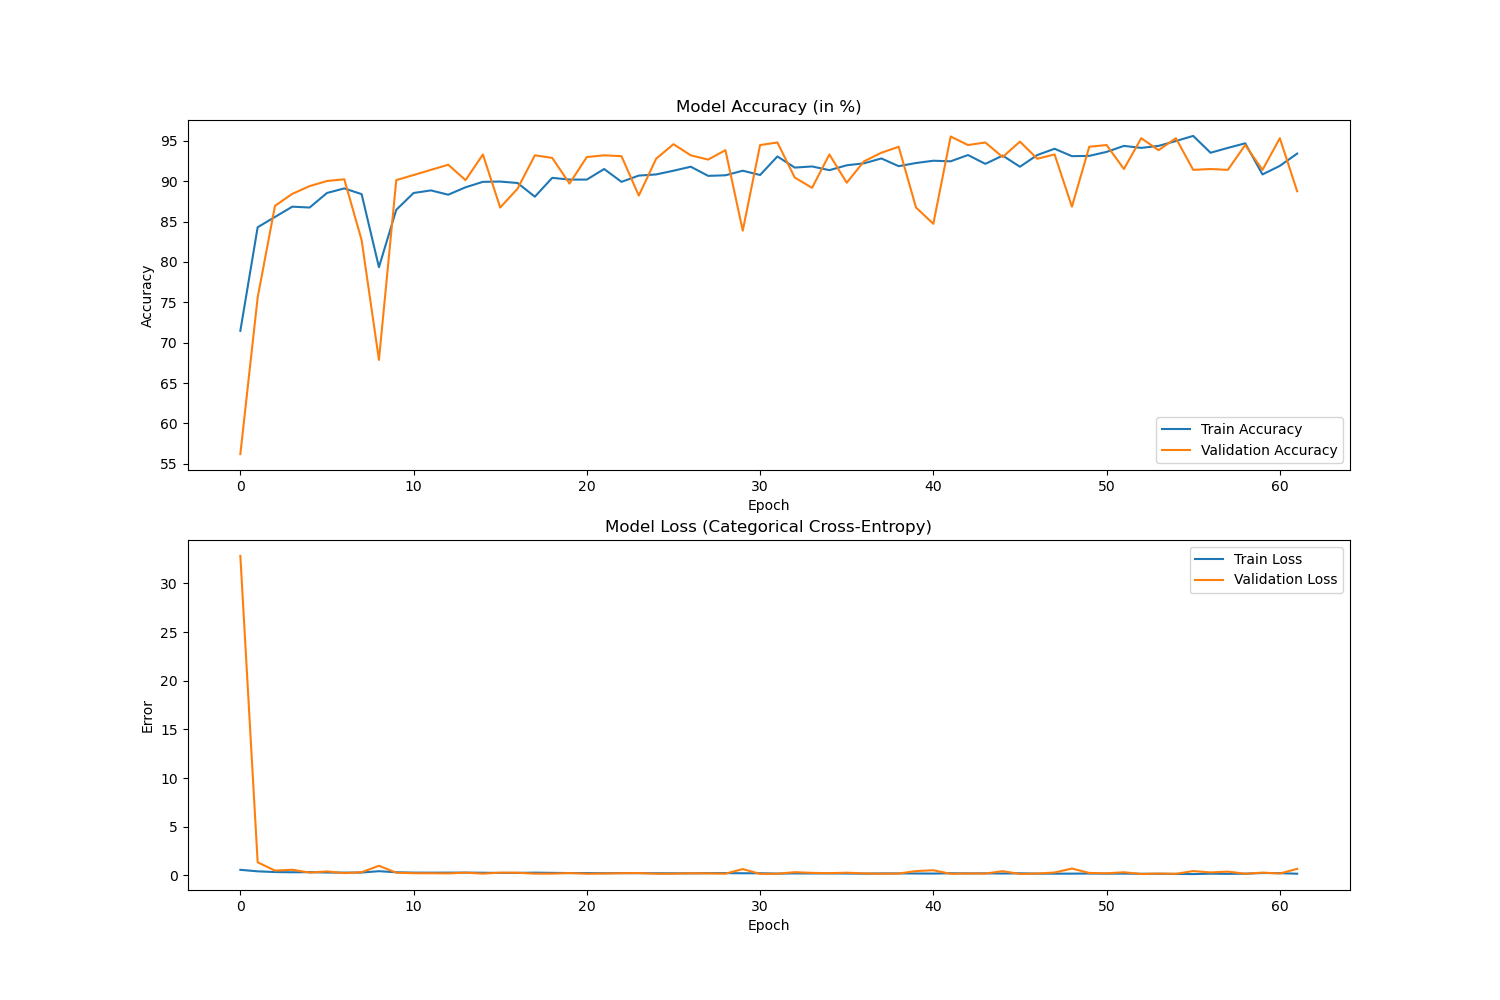 Model Accuracy (in %)
95
90
85
80
75
70
65
60
55
Accuracy
Train Accuracy
Validation Accuracy
0 10 20 30 40 50 60
Epoch
Model Loss (Categorical Cross-Entropy)
30
25
20
15
10
5
0
Error
Train Loss
Validation Loss
0 10 20 30 40 50 60
Epoch